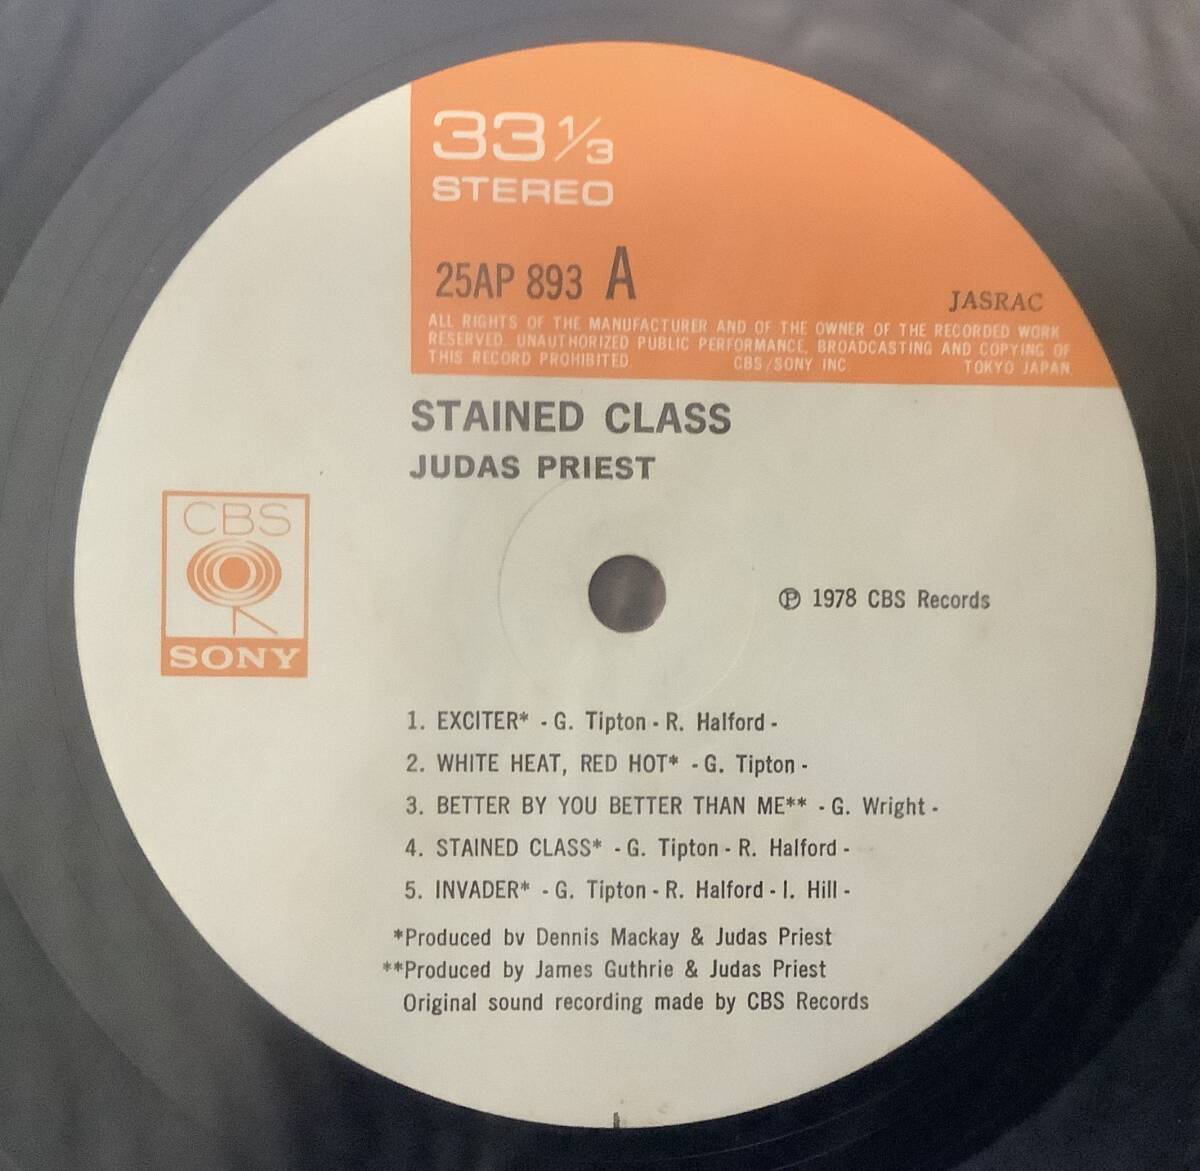 33 1/3
STEREO
25AP 893 A
JASRAC
ALL RIGHTS OF THE MANUFACTURER AND OF THE OWNER OF THE RECORDED WORK
RESERVED. UNAUTHORIZED PUBLIC PERFORMANCE, BROADCASTING AND COPYING OF
THIS RECORD PROHIBITED. CBS/SONY INC. TOKYO JAPAN.
STAINED CLASS
JUDAS PRIEST
CBS
SONY
℗ 1978 CBS Records
1. EXCITER* - G. Tipton - R. Halford -
2. WHITE HEAT, RED HOT* - G. Tipton -
3. BETTER BY YOU BETTER THAN ME** - G. Wright -
4. STAINED CLASS* - G. Tipton - R. Halford -
5. INVADER* - G. Tipton - R. Halford - I. Hill -
*Produced by Dennis Mackay & Judas Priest
**Produced by James Guthrie & Judas Priest
Original sound recording made by CBS Records